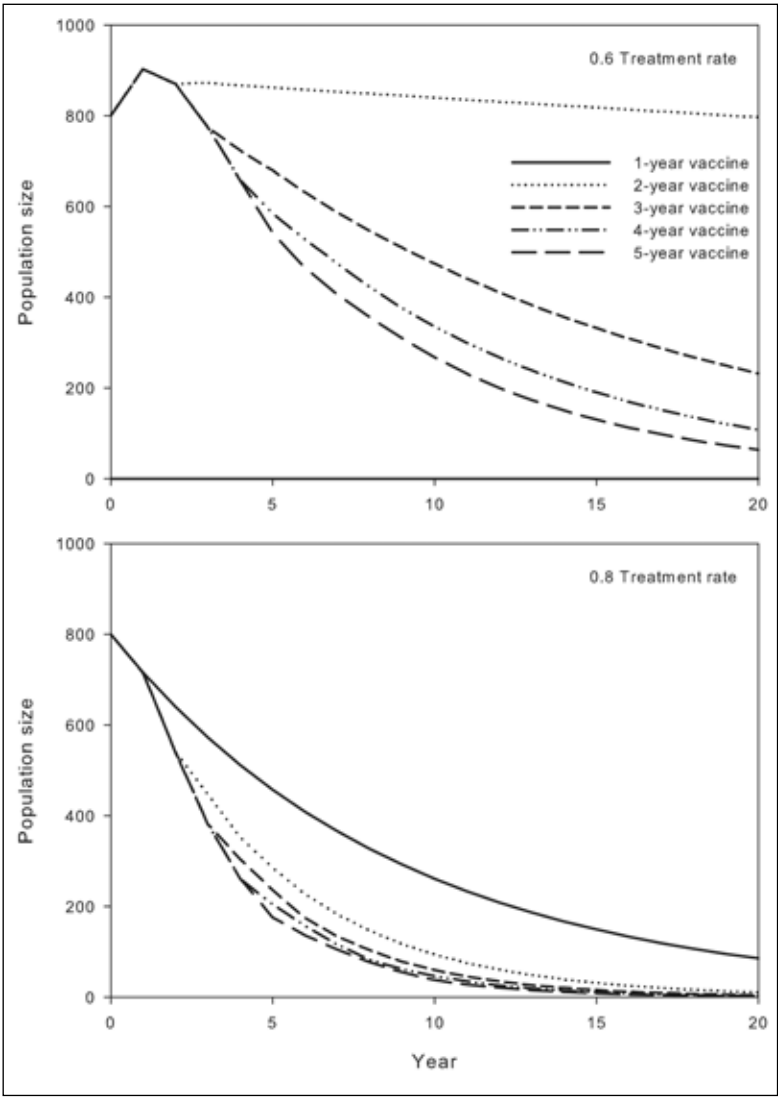 1000
0.6 Treatment rate
800
1-year vaccine
2-year vaccine
600
3-year vaccine
4-year vaccine
5-year vaccine
Population size
400
200
0
0 5 10 15 20
1000
0.8 Treatment rate
800
600
Population size
400
200
0
0 5 10 15 20
Year